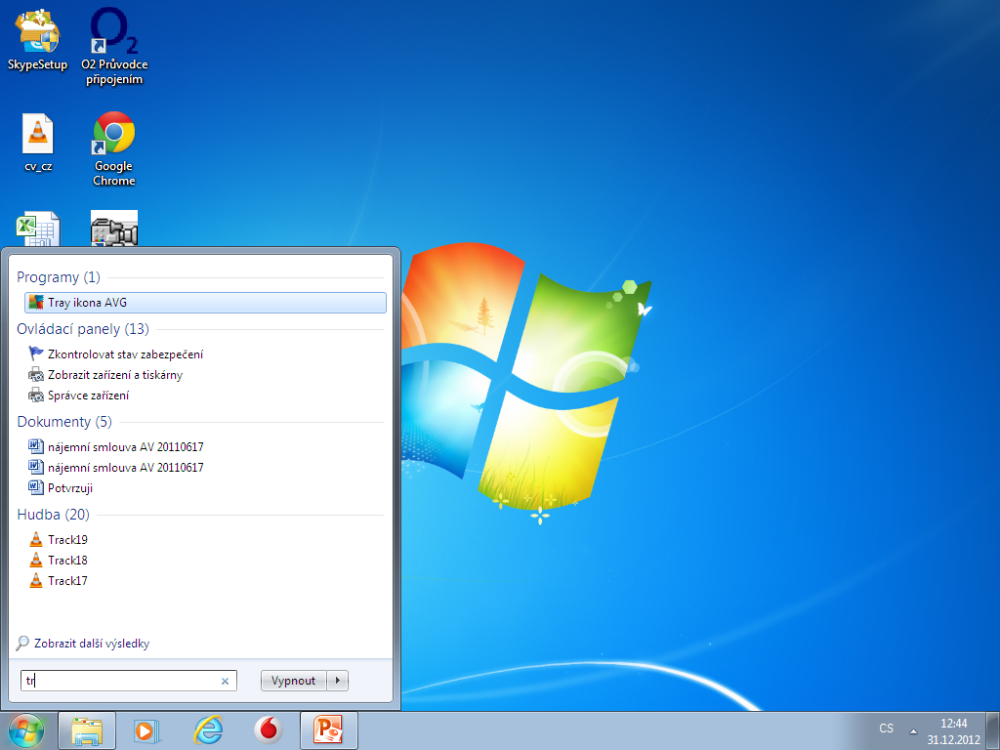 SkypeSetup
O2 Průvodce
připojením
cv_cz
Google
Chrome
Programy (1)
Tray ikona AVG
Ovládací panely (13)
Zkontrolovat stav zabezpečení
Zobrazit zařízení a tiskárny
Správce zařízení
Dokumenty (5)
nájemní smlouva AV 20110617
nájemní smlouva AV 20110617
Potvrzuji
Hudba (20)
Track19
Track18
Track17
Zobrazit další výsledky
tr
Vypnout
CS
12:44
31.12.2012